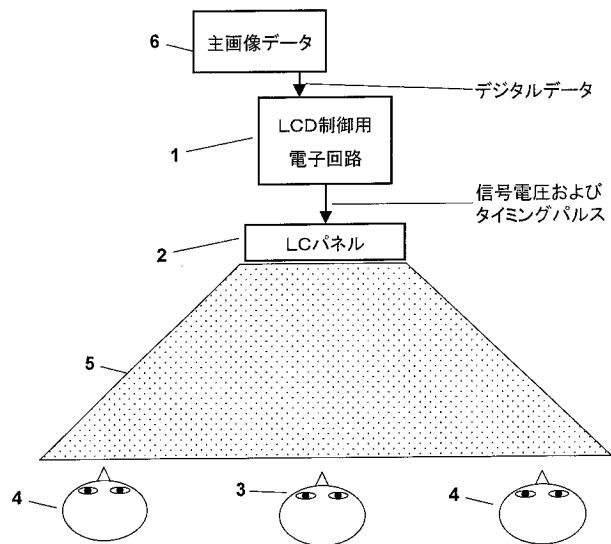 6
主画像データ
デジタルデータ
1
LCD制御用
電子回路
信号電圧および
タイミングパルス
2
LCパネル
5
4
3
4